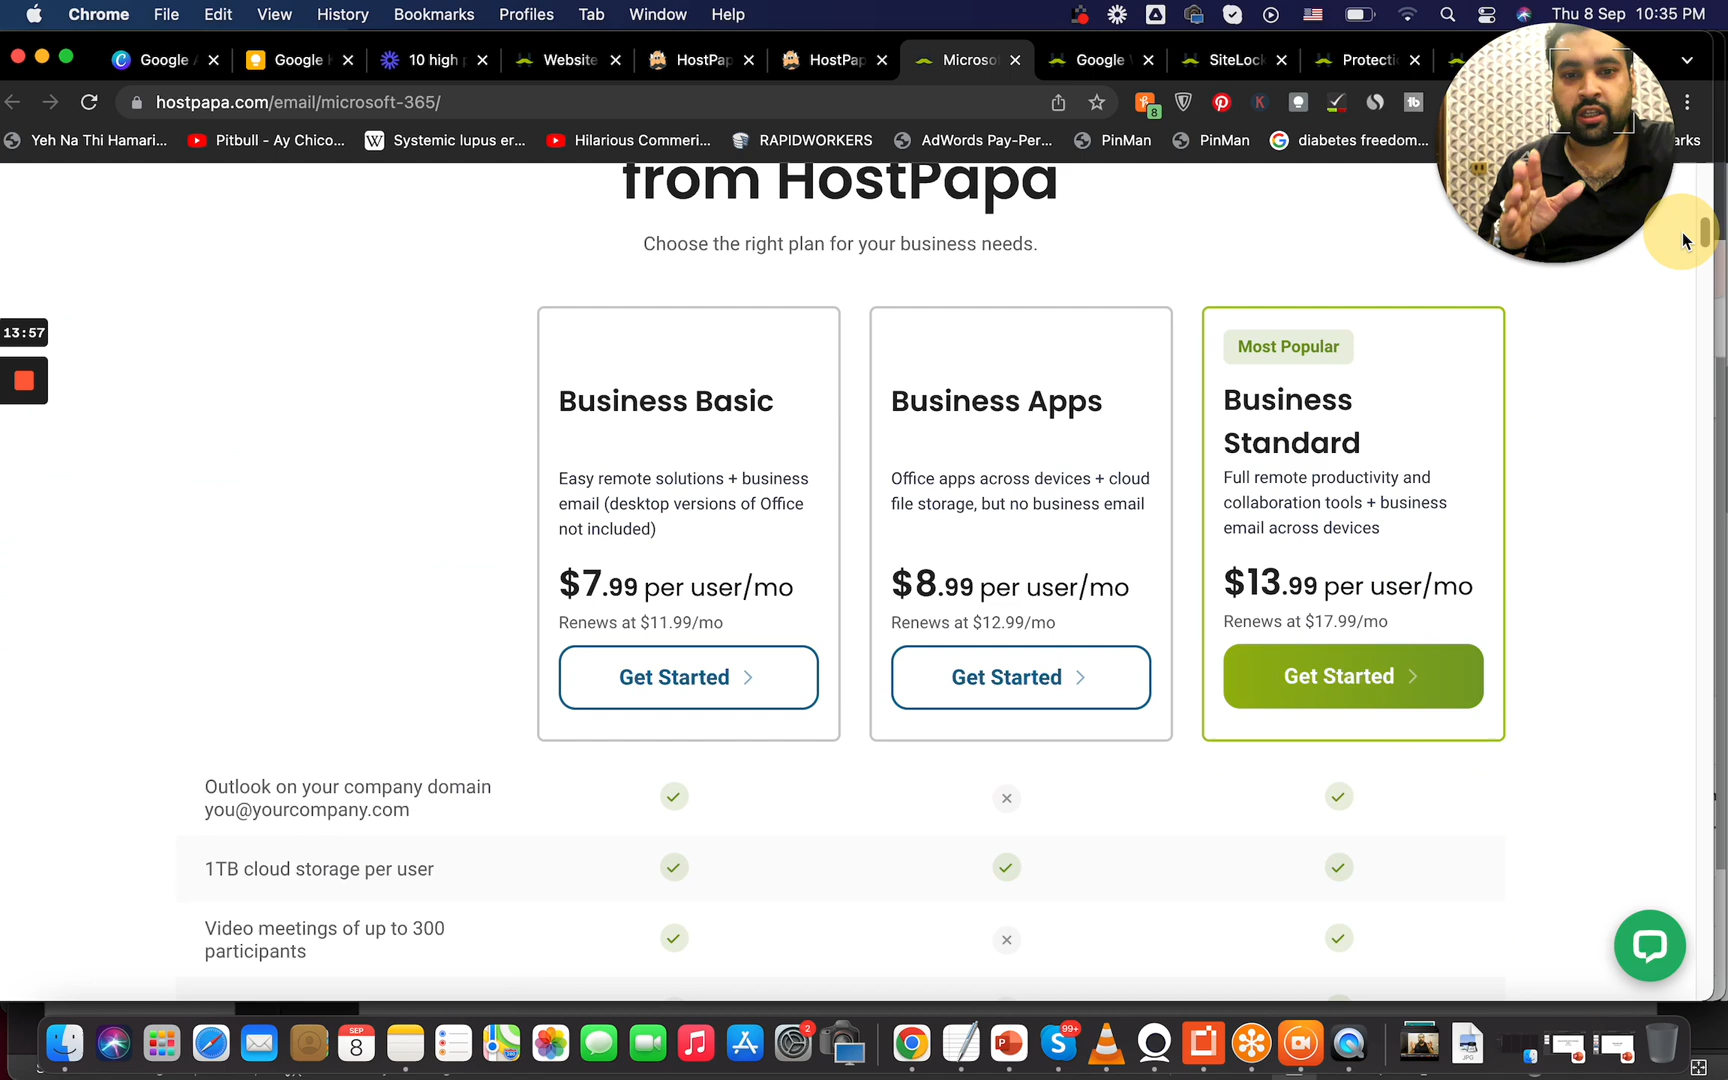 Chrome File Edit View History Bookmarks Profiles Tab Window Help Thu 8 Sep 10:35 PM
Google Google 10 high p Website HostPap HostPap Microso Google SiteLock Protecti
hostpapa.com/email/microsoft-365/
8
Yeh Na Thi Hamari... Pitbull - Ay Chico... Systemic lupus er... Hilarious Commeri... RAPIDWORKERS AdWords Pay-Per... PinMan PinMan diabetes freedom... arks
from HostPapa
Choose the right plan for your business needs.
13:57
Most Popular
Business Basic
Business Apps
Business
Standard
Easy remote solutions + business
email (desktop versions of Office
not included)
Office apps across devices + cloud
file storage, but no business email
Full remote productivity and
collaboration tools + business
email across devices
$7.99 per user/mo
Renews at $11.99/mo
Get Started
$8.99 per user/mo
Renews at $12.99/mo
Get Started
$13.99 per user/mo
Renews at $17.99/mo
Get Started
Outlook on your company domain
you@yourcompany.com
1TB cloud storage per user
Video meetings of up to 300
participants
SEP
8
2
99+
JPG